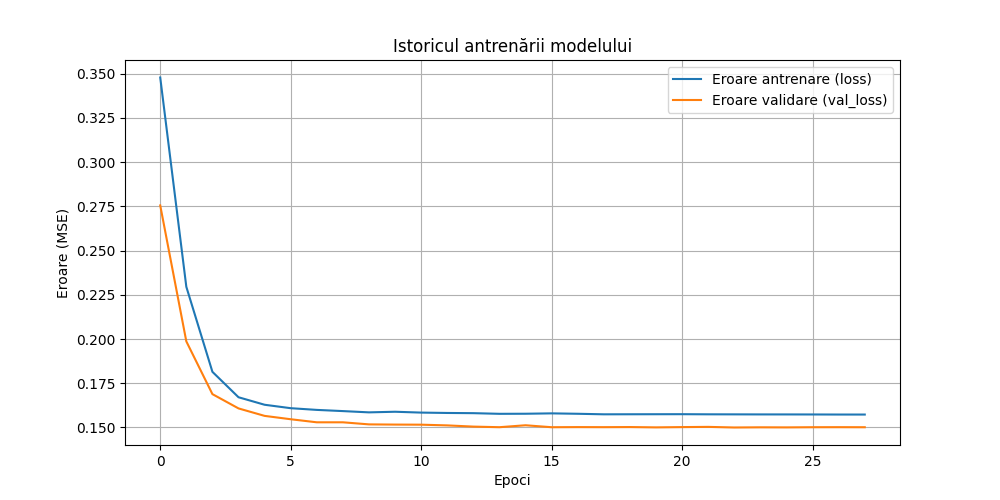 Istoricul antrenării modelului
Eroare antrenare (loss)
Eroare validare (val_loss)
Eroare (MSE)
0.350
0.325
0.300
0.275
0.250
0.225
0.200
0.175
0.150
0 5 10 15 20 25
Epoci